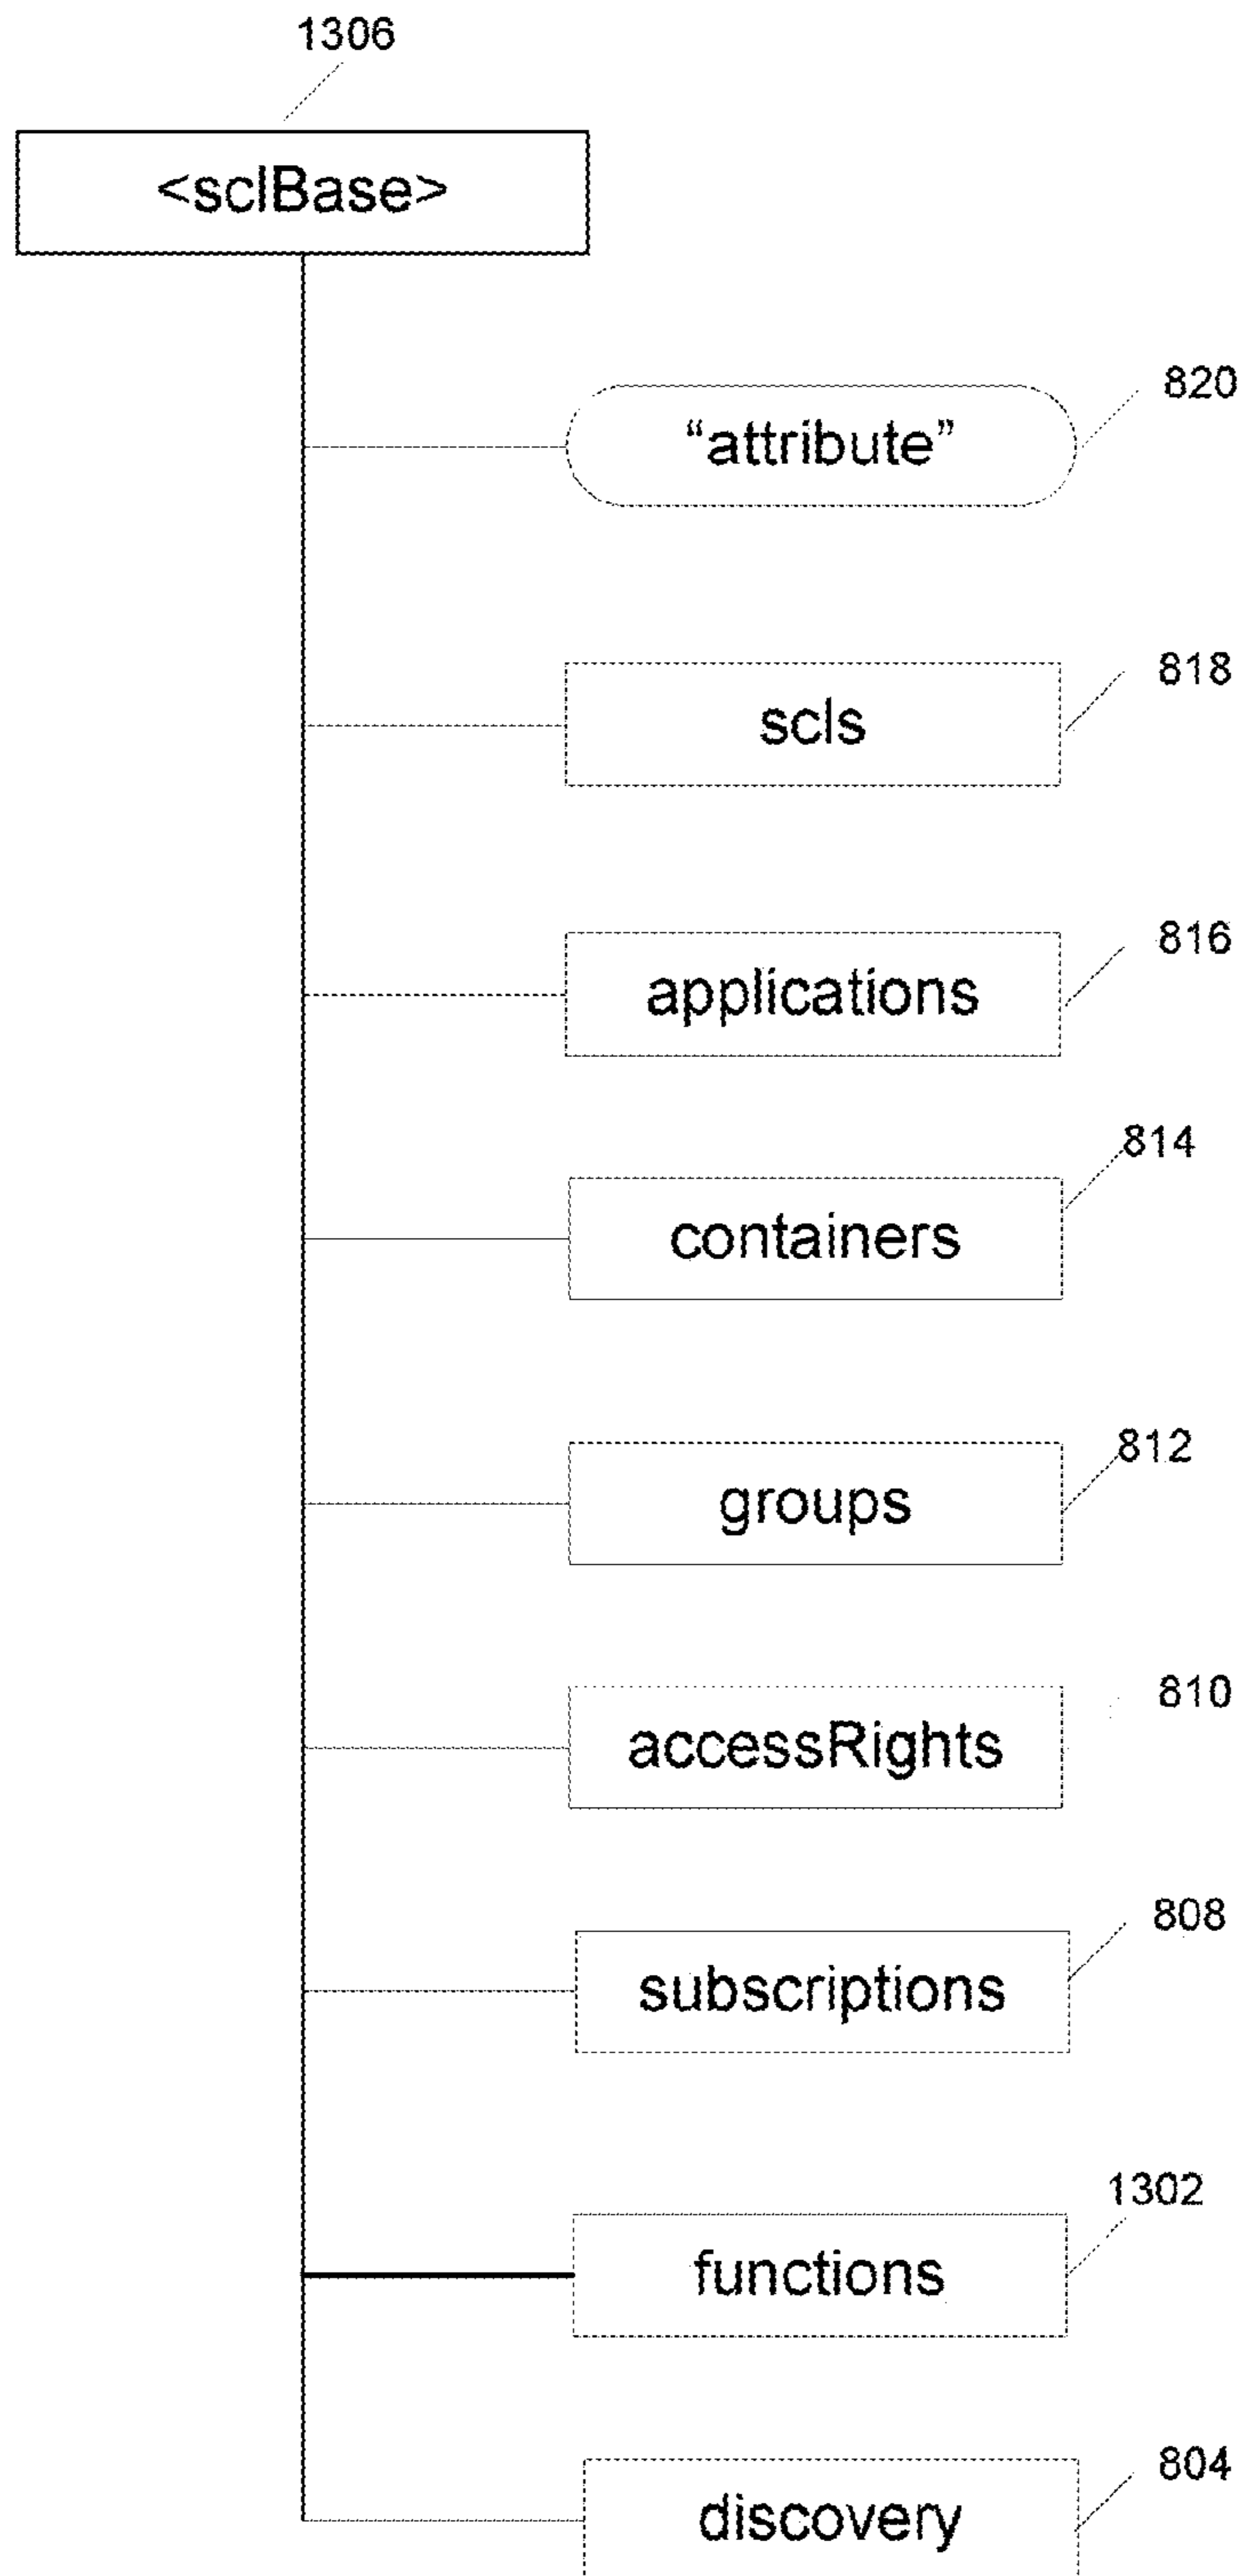 1306
<sclBase>
820
“attribute”
818
scls
816
applications
814
containers
812
groups
810
accessRights
808
subscriptions
1302
functions
804
discovery